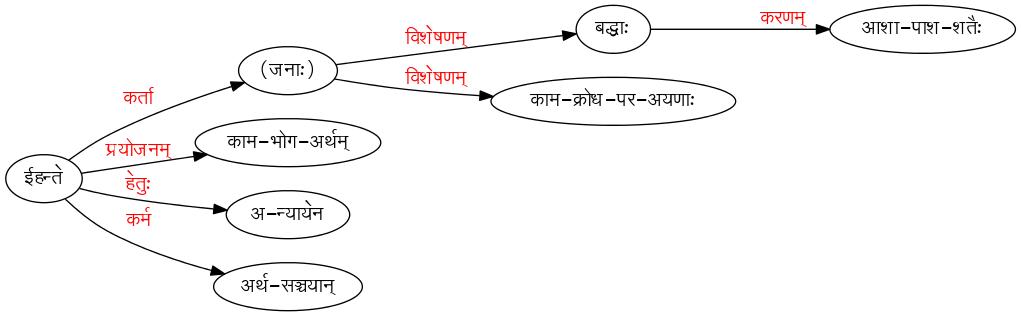 बद्धाः
करणम्
आशा-पाश-शतैः
विशेषणम्
(जनाः)
विशेषणम्
काम-क्रोध-पर-अयणाः
कर्ता
काम-भोग-अर्थम्
प्रयोजनम्
ईहन्ते
हेतुः
अ-न्यायेन
कर्म
अर्थ-सञ्चयान्